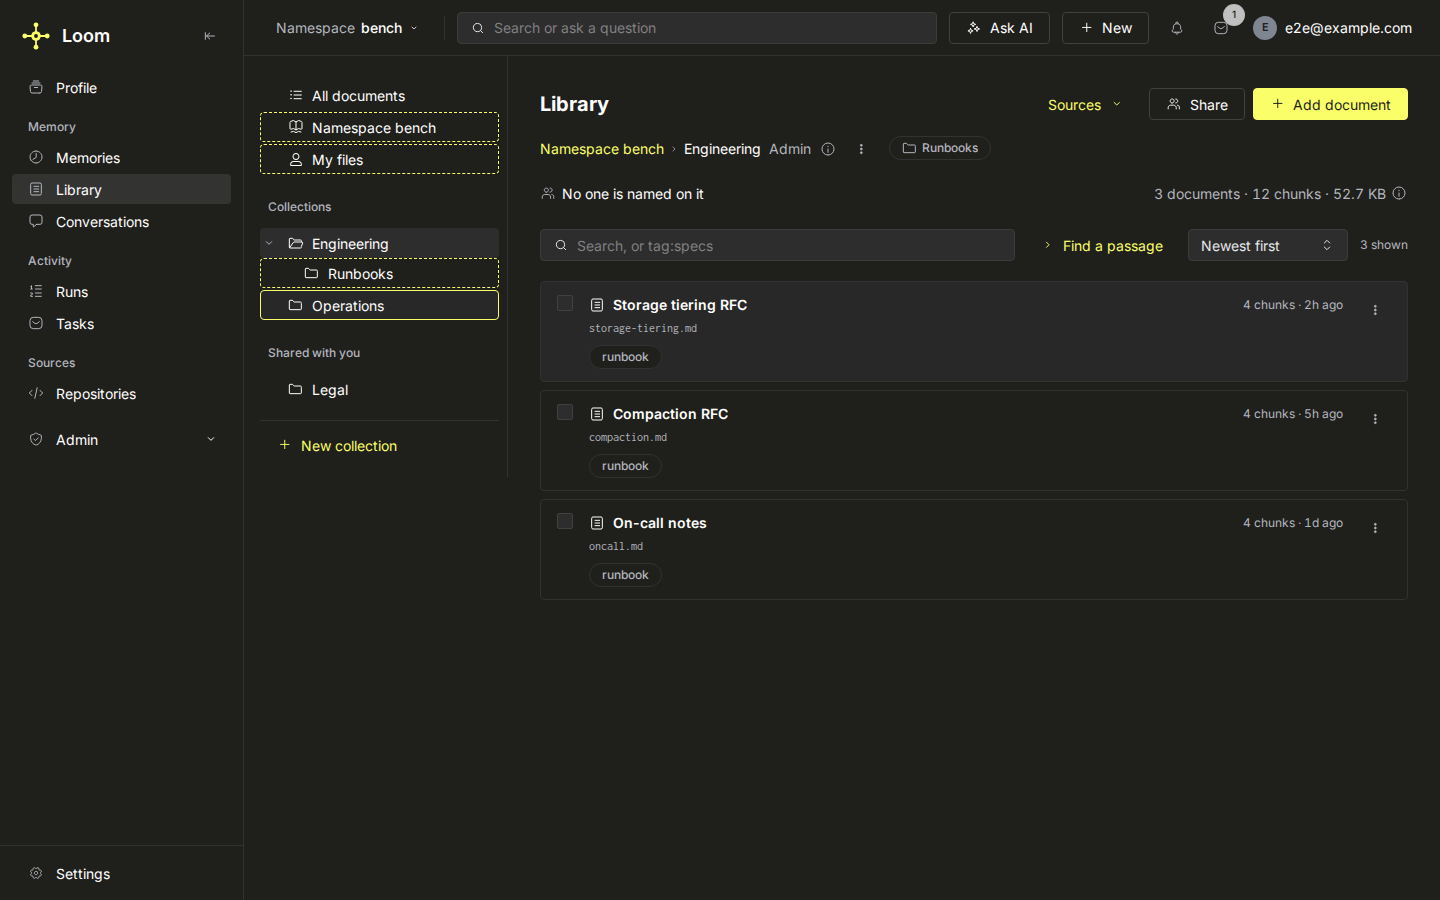 Loom
Profile
Memory
Memories
Library
Conversations
Activity
Runs
Tasks
Sources
Repositories
Admin
Settings
Namespace bench
Search or ask a question
Ask AI
New
1
E
e2e@example.com
All documents
Namespace bench
My files
Collections
Engineering
Runbooks
Operations
Shared with you
Legal
New collection
Library
Sources
Share
Add document
Namespace bench › Engineering Admin
Runbooks
No one is named on it
3 documents · 12 chunks · 52.7 KB
Search, or tag:specs
Find a passage
Newest first
3 shown
Storage tiering RFC
4 chunks · 2h ago
storage-tiering.md
runbook
Compaction RFC
4 chunks · 5h ago
compaction.md
runbook
On-call notes
4 chunks · 1d ago
oncall.md
runbook